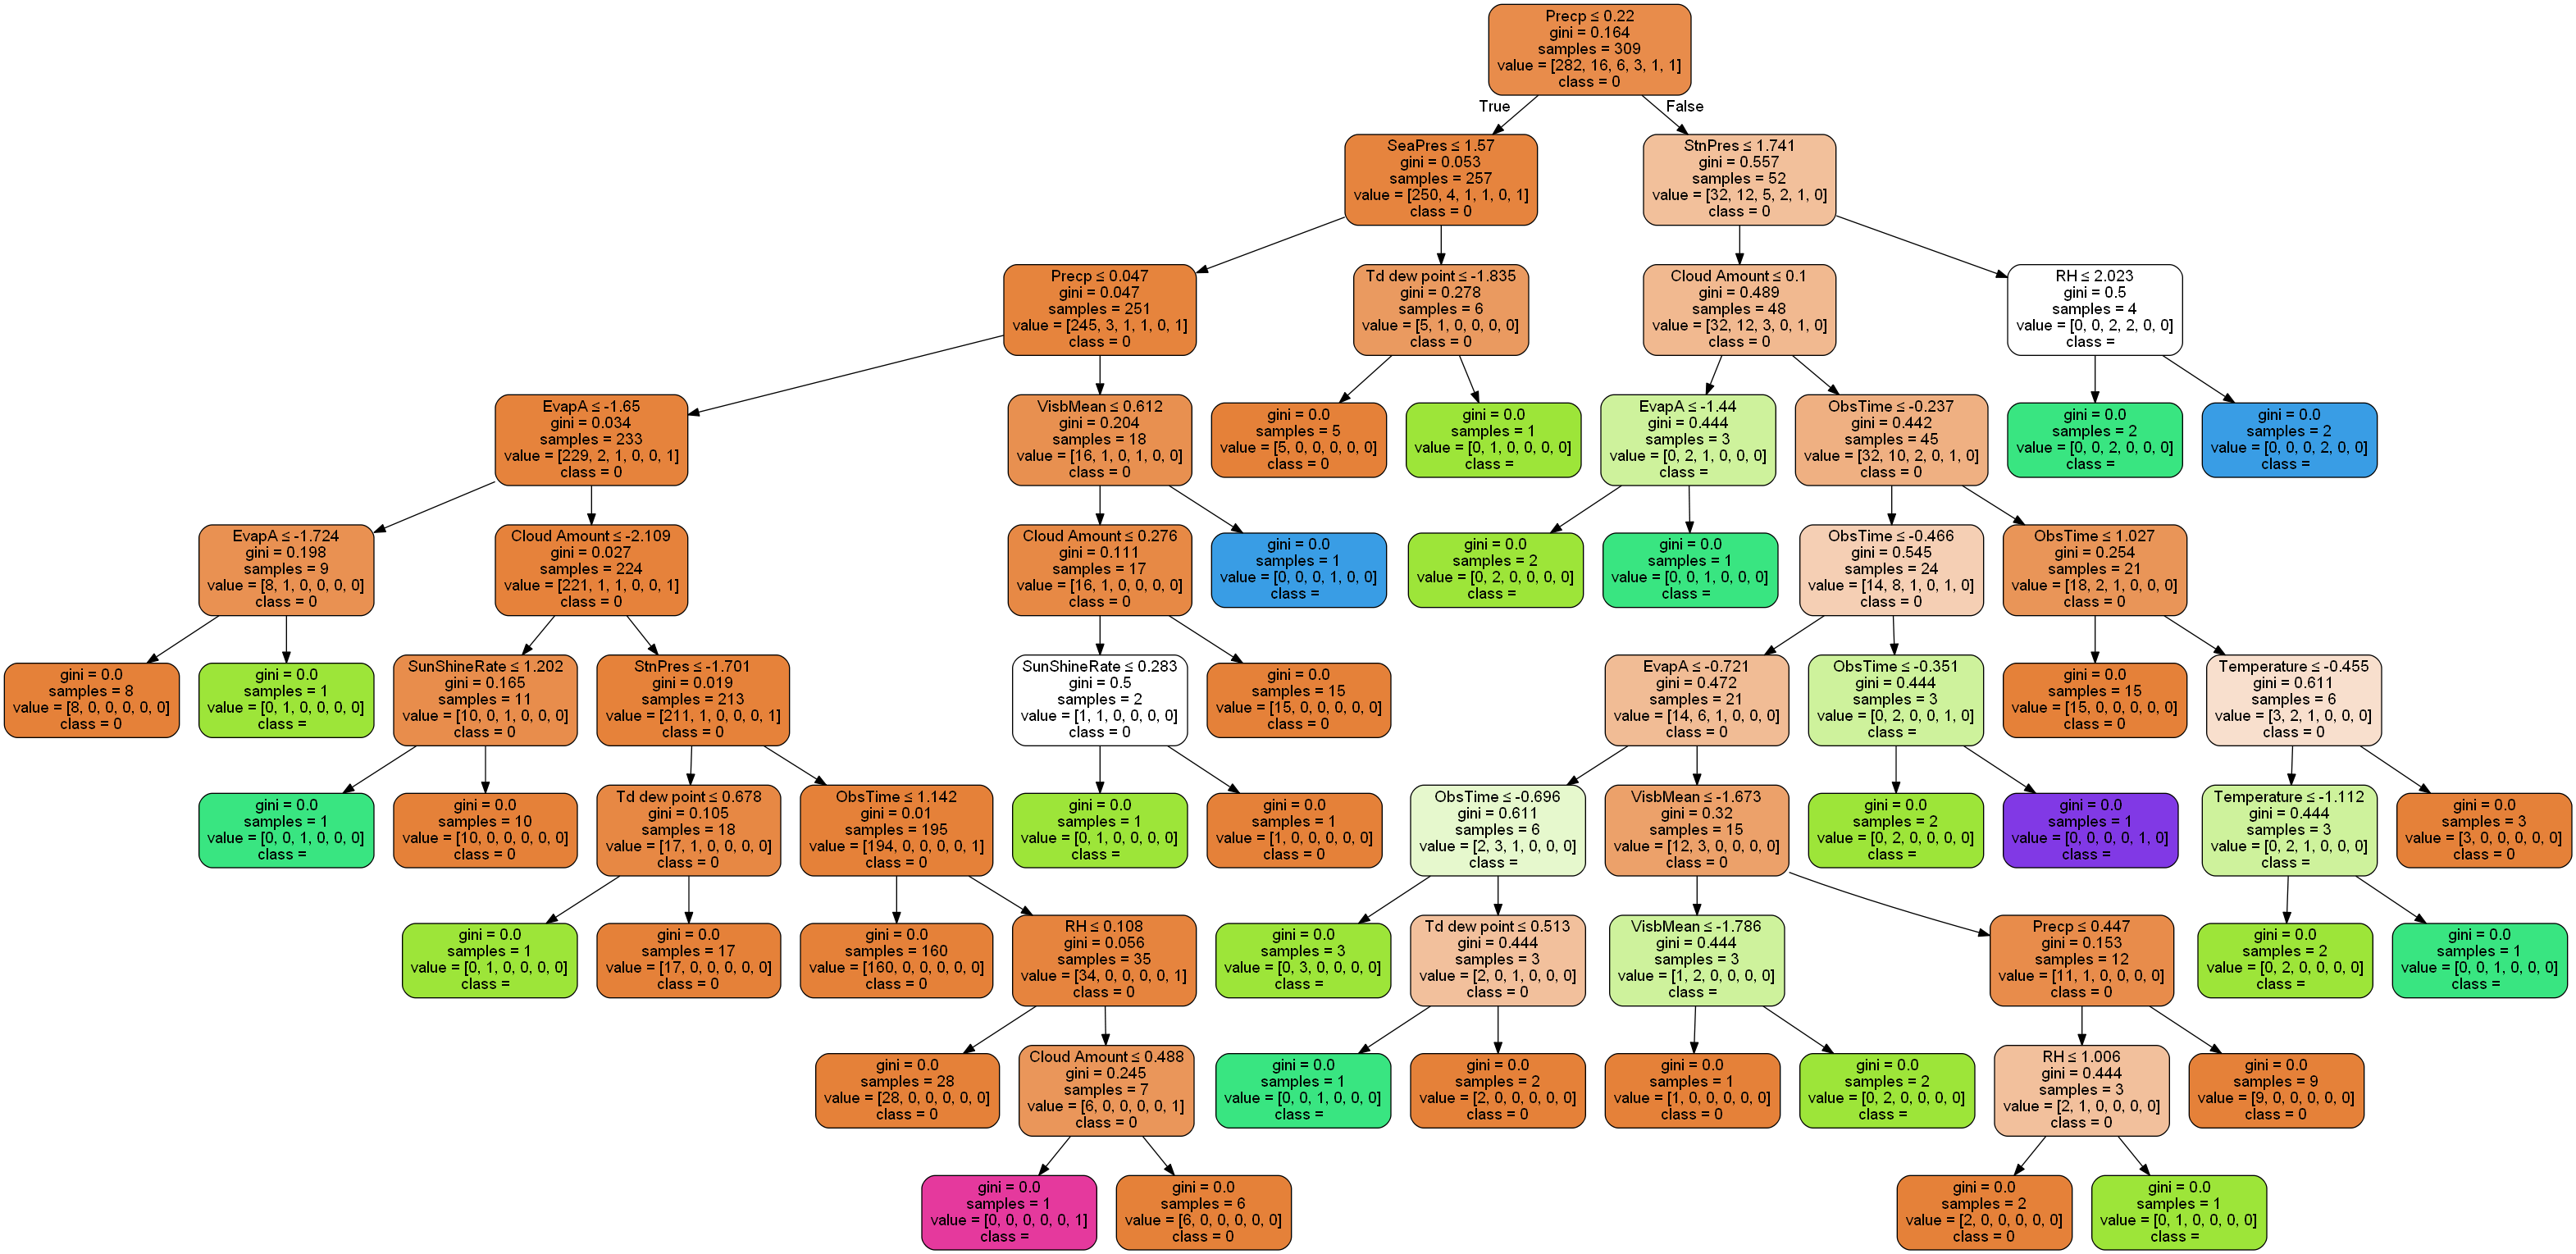 Precp ≤ 0.22
gini = 0.164
samples = 309
value = [282, 16, 6, 3, 1, 1]
class = 0
True
False
SeaPres ≤ 1.57
gini = 0.053
samples = 257
value = [250, 4, 1, 1, 0, 1]
class = 0
StnPres ≤ 1.741
gini = 0.557
samples = 52
value = [32, 12, 5, 2, 1, 0]
class = 0
Precp ≤ 0.047
gini = 0.047
samples = 251
value = [245, 3, 1, 1, 0, 1]
class = 0
Td dew point ≤ -1.835
gini = 0.278
samples = 6
value = [5, 1, 0, 0, 0, 0]
class = 0
Cloud Amount ≤ 0.1
gini = 0.489
samples = 48
value = [32, 12, 3, 0, 1, 0]
class = 0
RH ≤ 2.023
gini = 0.5
samples = 4
value = [0, 0, 2, 2, 0, 0]
class =
EvapA ≤ -1.65
gini = 0.034
samples = 233
value = [229, 2, 1, 0, 0, 1]
class = 0
VisbMean ≤ 0.612
gini = 0.204
samples = 18
value = [16, 1, 0, 1, 0, 0]
class = 0
gini = 0.0
samples = 5
value = [5, 0, 0, 0, 0, 0]
class = 0
gini = 0.0
samples = 1
value = [0, 1, 0, 0, 0, 0]
class =
EvapA ≤ -1.44
gini = 0.444
samples = 3
value = [0, 2, 1, 0, 0, 0]
class =
ObsTime ≤ -0.237
gini = 0.442
samples = 45
value = [32, 10, 2, 0, 1, 0]
class = 0
gini = 0.0
samples = 2
value = [0, 0, 2, 0, 0, 0]
class =
gini = 0.0
samples = 2
value = [0, 0, 0, 2, 0, 0]
class =
EvapA ≤ -1.724
gini = 0.198
samples = 9
value = [8, 1, 0, 0, 0, 0]
class = 0
Cloud Amount ≤ -2.109
gini = 0.027
samples = 224
value = [221, 1, 1, 0, 0, 1]
class = 0
Cloud Amount ≤ 0.276
gini = 0.111
samples = 17
value = [16, 1, 0, 0, 0, 0]
class = 0
gini = 0.0
samples = 1
value = [0, 0, 0, 1, 0, 0]
class =
gini = 0.0
samples = 2
value = [0, 2, 0, 0, 0, 0]
class =
gini = 0.0
samples = 1
value = [0, 0, 1, 0, 0, 0]
class =
ObsTime ≤ -0.466
gini = 0.545
samples = 24
value = [14, 8, 1, 0, 1, 0]
class = 0
ObsTime ≤ 1.027
gini = 0.254
samples = 21
value = [18, 2, 1, 0, 0, 0]
class = 0
gini = 0.0
samples = 8
value = [8, 0, 0, 0, 0, 0]
class = 0
gini = 0.0
samples = 1
value = [0, 1, 0, 0, 0, 0]
class =
SunShineRate ≤ 1.202
gini = 0.165
samples = 11
value = [10, 0, 1, 0, 0, 0]
class = 0
StnPres ≤ -1.701
gini = 0.019
samples = 213
value = [211, 1, 0, 0, 0, 1]
class = 0
SunShineRate ≤ 0.283
gini = 0.5
samples = 2
value = [1, 1, 0, 0, 0, 0]
class = 0
gini = 0.0
samples = 15
value = [15, 0, 0, 0, 0, 0]
class = 0
EvapA ≤ -0.721
gini = 0.472
samples = 21
value = [14, 6, 1, 0, 0, 0]
class = 0
ObsTime ≤ -0.351
gini = 0.444
samples = 3
value = [0, 2, 0, 0, 1, 0]
class =
gini = 0.0
samples = 15
value = [15, 0, 0, 0, 0, 0]
class = 0
Temperature ≤ -0.455
gini = 0.611
samples = 6
value = [3, 2, 1, 0, 0, 0]
class = 0
gini = 0.0
samples = 1
value = [0, 0, 1, 0, 0, 0]
class =
gini = 0.0
samples = 10
value = [10, 0, 0, 0, 0, 0]
class = 0
Td dew point ≤ 0.678
gini = 0.105
samples = 18
value = [17, 1, 0, 0, 0, 0]
class = 0
ObsTime ≤ 1.142
gini = 0.01
samples = 195
value = [194, 0, 0, 0, 0, 1]
class = 0
gini = 0.0
samples = 1
value = [0, 1, 0, 0, 0, 0]
class =
gini = 0.0
samples = 1
value = [1, 0, 0, 0, 0, 0]
class = 0
ObsTime ≤ -0.696
gini = 0.611
samples = 6
value = [2, 3, 1, 0, 0, 0]
class =
VisbMean ≤ -1.673
gini = 0.32
samples = 15
value = [12, 3, 0, 0, 0, 0]
class = 0
gini = 0.0
samples = 2
value = [0, 2, 0, 0, 0, 0]
class =
gini = 0.0
samples = 1
value = [0, 0, 0, 0, 1, 0]
class =
Temperature ≤ -1.112
gini = 0.444
samples = 3
value = [0, 2, 1, 0, 0, 0]
class =
gini = 0.0
samples = 3
value = [3, 0, 0, 0, 0, 0]
class = 0
gini = 0.0
samples = 1
value = [0, 1, 0, 0, 0, 0]
class =
gini = 0.0
samples = 17
value = [17, 0, 0, 0, 0, 0]
class = 0
gini = 0.0
samples = 160
value = [160, 0, 0, 0, 0, 0]
class = 0
RH ≤ 0.108
gini = 0.056
samples = 35
value = [34, 0, 0, 0, 0, 1]
class = 0
gini = 0.0
samples = 3
value = [0, 3, 0, 0, 0, 0]
class =
Td dew point ≤ 0.513
gini = 0.444
samples = 3
value = [2, 0, 1, 0, 0, 0]
class = 0
VisbMean ≤ -1.786
gini = 0.444
samples = 3
value = [1, 2, 0, 0, 0, 0]
class =
Precp ≤ 0.447
gini = 0.153
samples = 12
value = [11, 1, 0, 0, 0, 0]
class = 0
gini = 0.0
samples = 2
value = [0, 2, 0, 0, 0, 0]
class =
gini = 0.0
samples = 1
value = [0, 0, 1, 0, 0, 0]
class =
gini = 0.0
samples = 28
value = [28, 0, 0, 0, 0, 0]
class = 0
Cloud Amount ≤ 0.488
gini = 0.245
samples = 7
value = [6, 0, 0, 0, 0, 1]
class = 0
gini = 0.0
samples = 1
value = [0, 0, 1, 0, 0, 0]
class =
gini = 0.0
samples = 2
value = [2, 0, 0, 0, 0, 0]
class = 0
gini = 0.0
samples = 1
value = [1, 0, 0, 0, 0, 0]
class = 0
gini = 0.0
samples = 2
value = [0, 2, 0, 0, 0, 0]
class =
RH ≤ 1.006
gini = 0.444
samples = 3
value = [2, 1, 0, 0, 0, 0]
class = 0
gini = 0.0
samples = 9
value = [9, 0, 0, 0, 0, 0]
class = 0
gini = 0.0
samples = 1
value = [0, 0, 0, 0, 0, 1]
class =
gini = 0.0
samples = 6
value = [6, 0, 0, 0, 0, 0]
class = 0
gini = 0.0
samples = 2
value = [2, 0, 0, 0, 0, 0]
class = 0
gini = 0.0
samples = 1
value = [0, 1, 0, 0, 0, 0]
class =